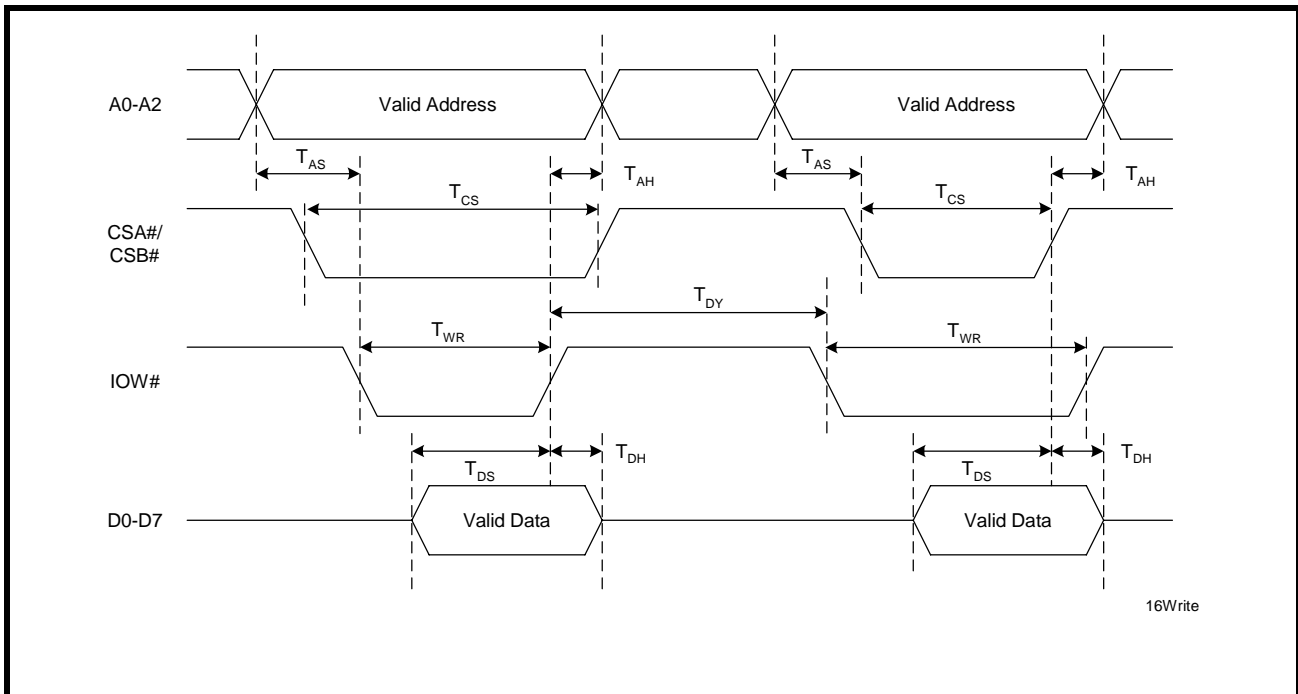 A0-A2
Valid Address
Valid Address
TAS
TAH
TAS
TAH
TCS
TCS
CSA#/
CSB#
TDY
TWR
TWR
IOW#
TDH
TDH
TDS
TDS
D0-D7
Valid Data
Valid Data
16Write